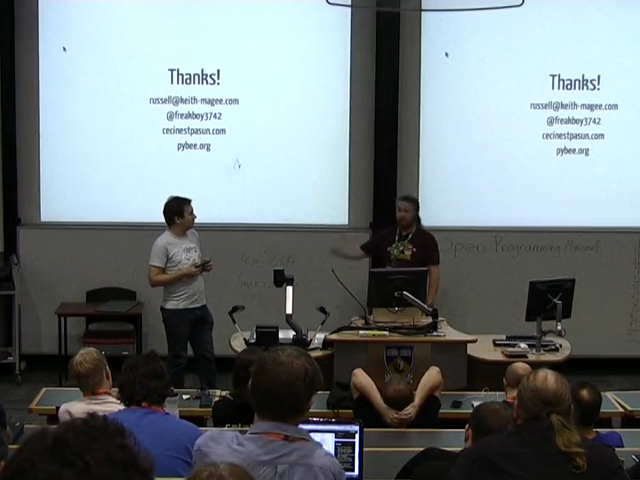 Thanks!
russell@keith-magee.com
@freakboy3742
cecinestpasun.com
pybee.org
Thanks!
russell@keith-magee.com
@freakboy3742
cecinestpasun.com
pybee.org
Open Programming Miniconf